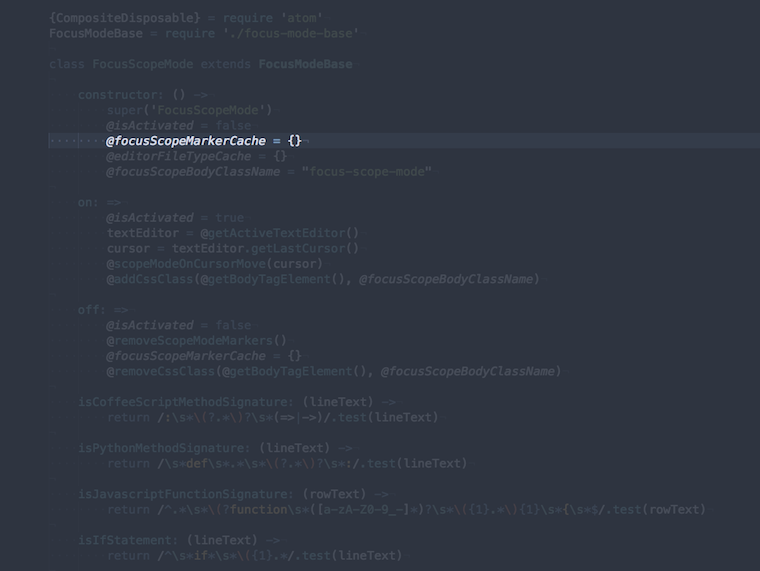 {CompositeDisposable} = require 'atom'
FocusModeBase = require './focus-mode-base'
class FocusScopeMode extends FocusModeBase
constructor: () ->
super('FocusScopeMode')
@isActivated = false
@focusScopeMarkerCache = {}
@editorFileTypeCache = {}
@focusScopeBodyClassName = "focus-scope-mode"
on: =>
@isActivated = true
textEditor = @getActiveTextEditor()
cursor = textEditor.getLastCursor()
@scopeModeOnCursorMove(cursor)
@addCssClass(@getBodyTagElement(), @focusScopeBodyClassName)
off: =>
@isActivated = false
@removeScopeModeMarkers()
@focusScopeMarkerCache = {}
@removeCssClass(@getBodyTagElement(), @focusScopeBodyClassName)
isCoffeeScriptMethodSignature: (lineText) ->
return /:\s*\(?.*\)?\s*(=>|->)/.test(lineText)
isPythonMethodSignature: (lineText) ->
return /\s*def\s*.*\s*\(?.*\)?\s*:/.test(lineText)
isJavascriptFunctionSignature: (rowText) ->
return /^.*\s*\(?function\s*([a-zA-Z0-9_-]*)?\s*\({1}.*\){1}\s*{\s*$/.test(rowText)
isIfStatement: (lineText) ->
return /^\s*if*\s*\({1}.*/.test(lineText)